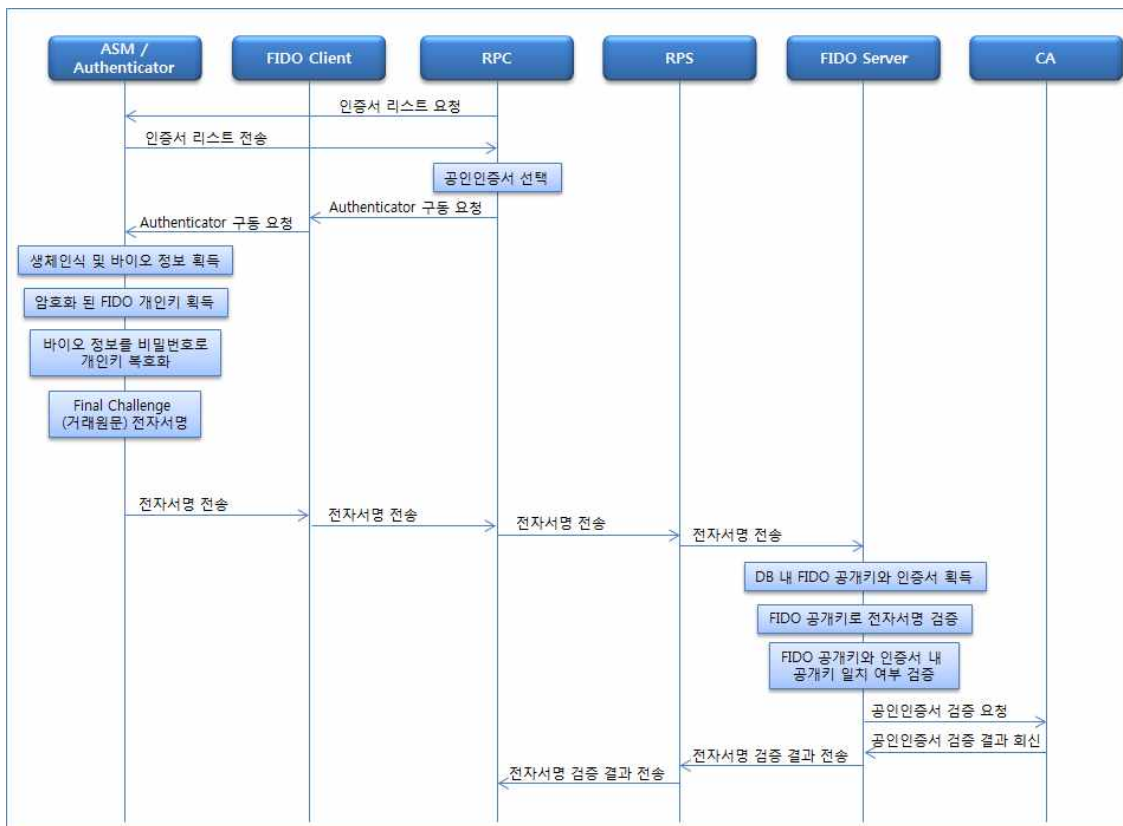 ASM /
Authenticator
FIDO Client
RPC
RPS
FIDO Server
CA
인증서 리스트 요청
인증서 리스트 전송
공인인증서 선택
Authenticator 구동 요청
Authenticator 구동 요청
생체인식 및 바이오 정보 획득
암호화 된 FIDO 개인키 획득
바이오 정보를 비밀번호로
개인키 복호화
Final Challenge
(거래원문) 전자서명
전자서명 전송
전자서명 전송
전자서명 전송
전자서명 전송
DB 내 FIDO 공개키와 인증서 획득
FIDO 공개키로 전자서명 검증
FIDO 공개키와 인증서 내
공개키 일치 여부 검증
공인인증서 검증 요청
공인인증서 검증 결과 회신
전자서명 검증 결과 전송
전자서명 검증 결과 전송